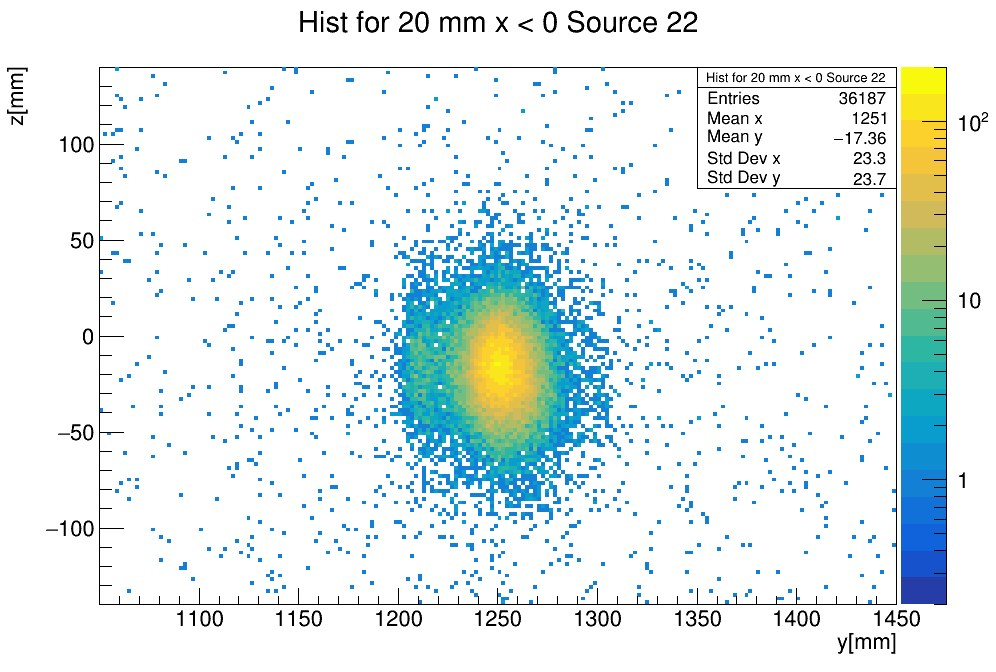 Hist for 20 mm x < 0 Source 22
z[mm]
Hist for 20 mm x < 0 Source 22
Entries 36187
Mean x 1251
Mean y −17.36
Std Dev x 23.3
Std Dev y 23.7
100
50
0
−50
−100
10²
10
1
1100 1150 1200 1250 1300 1350 1400 1450
y[mm]